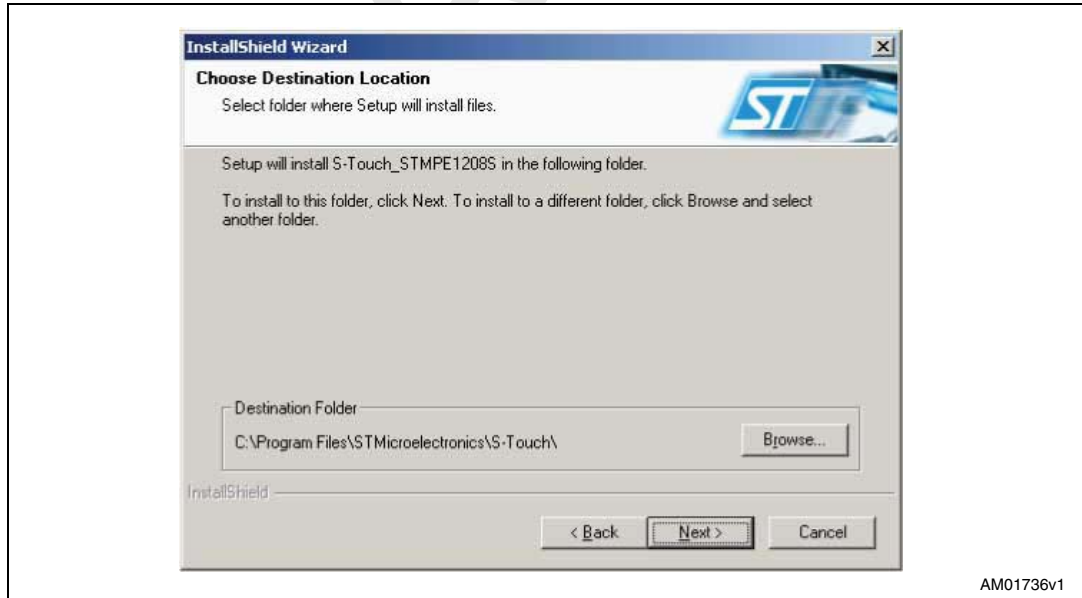 InstallShield Wizard
Choose Destination Location
Select folder where Setup will install files.
ST
Setup will install S-Touch_STMPE1208S in the following folder.
To install to this folder, click Next. To install to a different folder, click Browse and select
another folder.
Destination Folder
C:\Program Files\STMicroelectronics\S-Touch\
Browse...
InstallShield
< Back
Next >
Cancel
AM01736v1